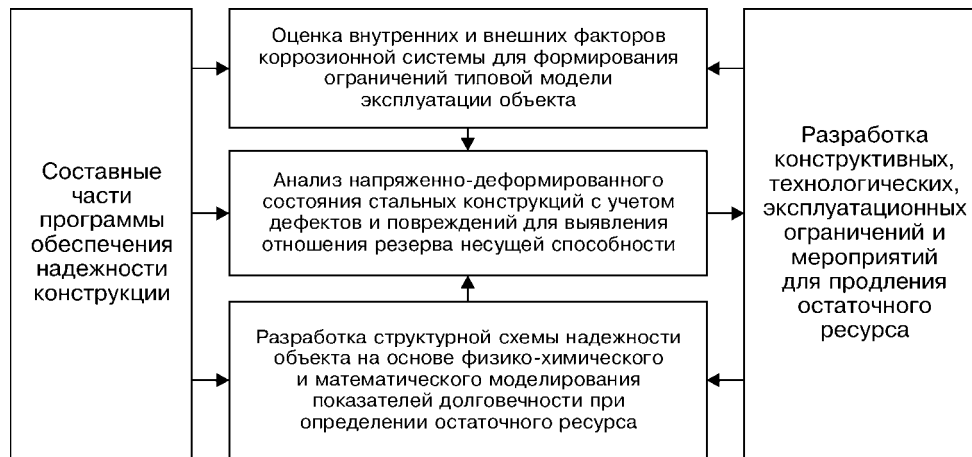 Составные
части
программы
обеспечения
надежности
конструкции
Оценка внутренних и внешних факторов
коррозионной системы для формирования
ограничений типовой модели
эксплуатации объекта
Анализ напряженно-деформированного
состояния стальных конструкций с учетом
дефектов и повреждений для выявления
отношения резерва несущей способности
Разработка структурной схемы надежности
объекта на основе физико-химического
и математического моделирования
показателей долговечности при
определении остаточного ресурса
Разработка
конструктивных,
технологических,
эксплуатационных
ограничений и
мероприятий
для продления
остаточного
ресурса